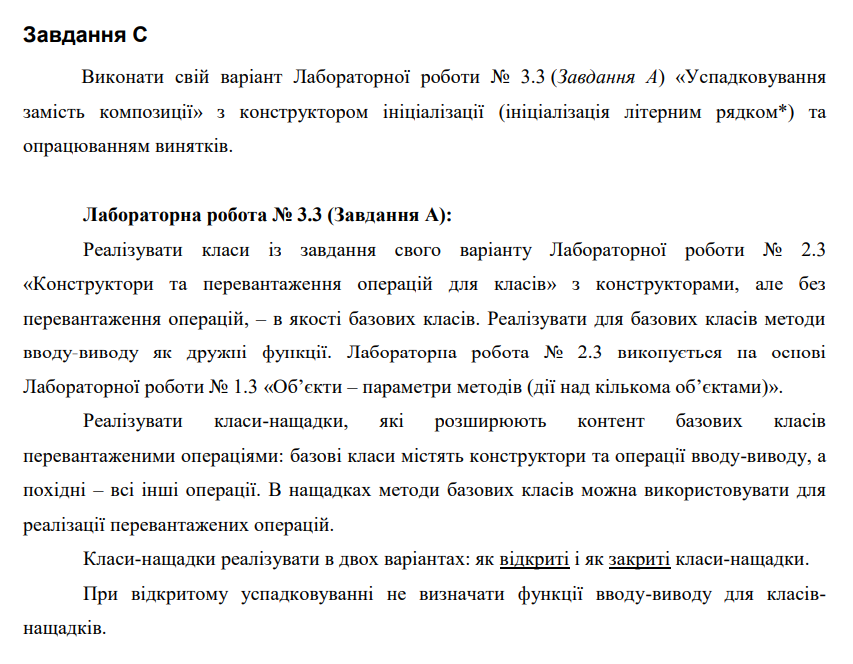 Завдання C
Виконати свій варіант Лабораторної роботи № 3.3 (Завдання А) «Успадковування
замість композиції» з конструктором ініціалізації (ініціалізація літерним рядком*) та
опрацюванням винятків.
Лабораторна робота № 3.3 (Завдання А):
Реалізувати класи із завдання свого варіанту Лабораторної роботи № 2.3
«Конструктори та перевантаження операцій для класів» з конструкторами, але без
перевантаження операцій, – в якості базових класів. Реалізувати для базових класів методи
вводу-виводу як дружні функції. Лабораторна робота № 2.3 виконується на основі
Лабораторної роботи № 1.3 «Об’єкти – параметри методів (дії над кількома об’єктами)».
Реалізувати класи-нащадки, які розширюють контент базових класів
перевантаженими операціями: базові класи містять конструктори та операції вводу-виводу, а
похідні – всі інші операції. В нащадках методи базових класів можна використовувати для
реалізації перевантажених операцій.
Класи-нащадки реалізувати в двох варіантах: як відкриті і як закриті класи-нащадки.
При відкритому успадковуванні не визначати функції вводу-виводу для класів-
нащадків.